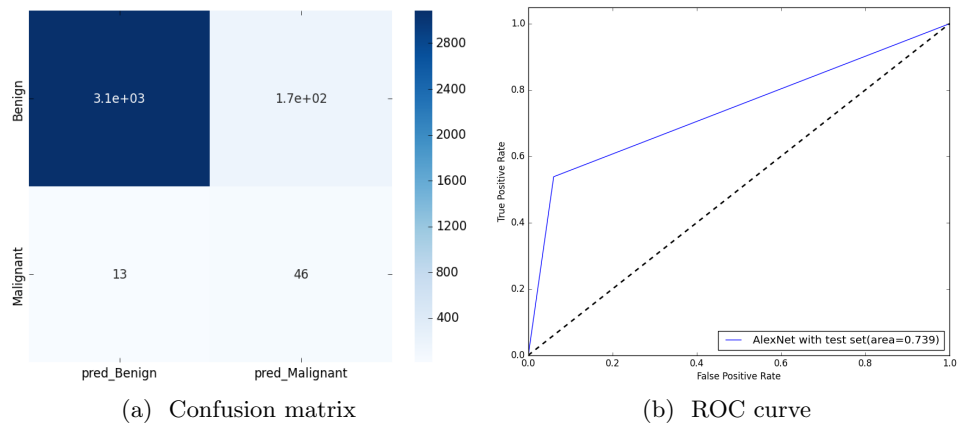 2800
2400
2000
1600
1200
800
400
Benign
Malignant
3.1e+03
1.7e+02
13
46
pred_Benign
pred_Malignant
(a) Confusion matrix
1.0
0.8
0.6
0.4
0.2
0.0
True Positive Rate
AlexNet with test set(area=0.739)
0.0
0.2
0.4
0.6
0.8
1.0
False Positive Rate
(b) ROC curve